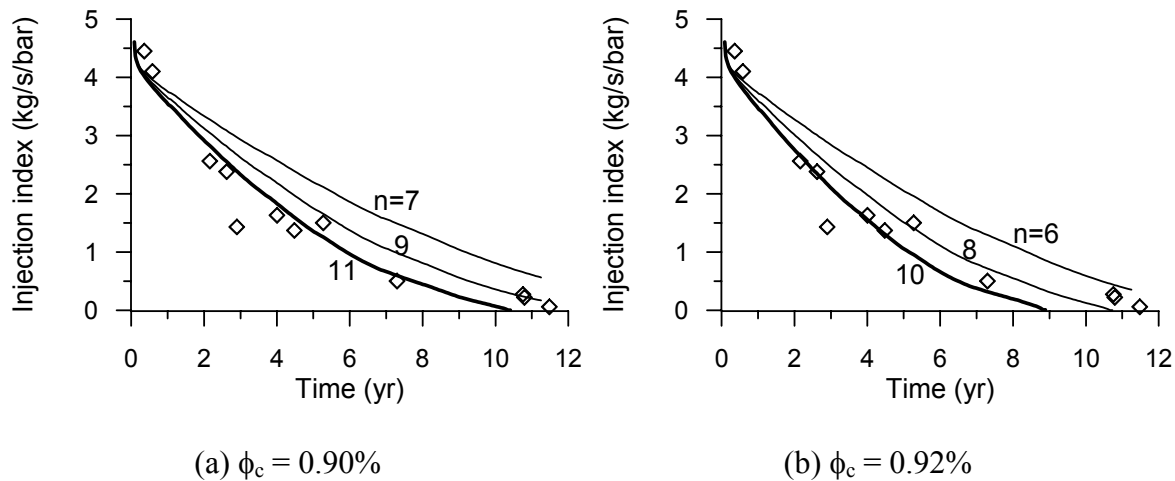 Injection index (kg/s/bar)
5
4
3
2
1
0
n=7
9
11
0 2 4 6 8 10 12
Time (yr)
(a) ϕc = 0.90%
Injection index (kg/s/bar)
5
4
3
2
1
0
n=6
8
10
0 2 4 6 8 10 12
Time (yr)
(b) ϕc = 0.92%